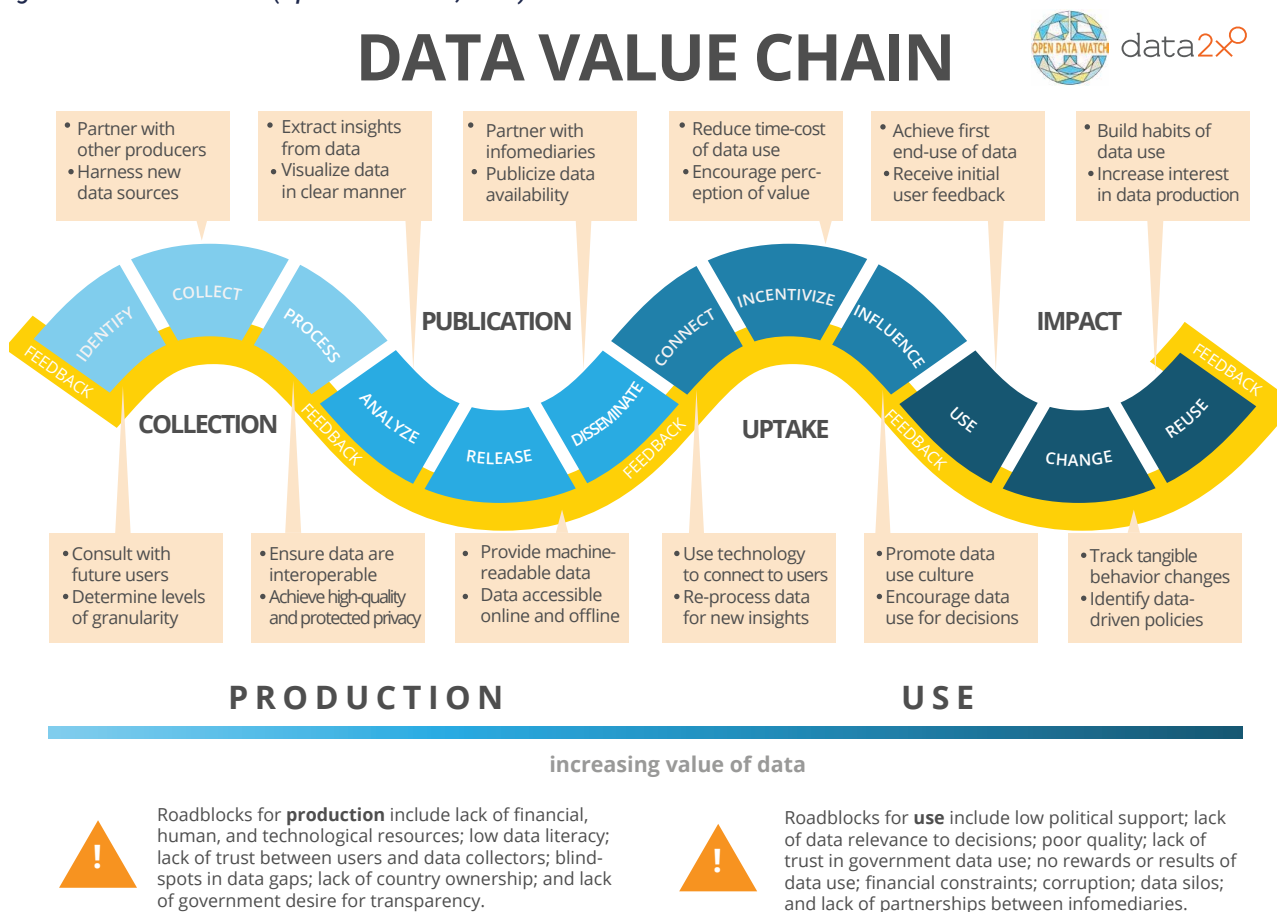 DATA VALUE CHAIN
OPEN DATA WATCH
data2x
• Partner with
other producers
• Harness new
data sources
• Extract insights
from data
• Visualize data
in clear manner
• Partner with
infomediaries
• Publicize data
availability
• Reduce time-cost
of data use
• Encourage perc-
eption of value
• Achieve first
end-use of data
• Receive initial
user feedback
• Build habits of
data use
• Increase interest
in data production
IDENTIFY
COLLECT
PROCESS
ANALYZE
RELEASE
DISSEMINATE
CONNECT
INCENTIVIZE
INFLUENCE
USE
CHANGE
REUSE
FEEDBACK
FEEDBACK
FEEDBACK
FEEDBACK
FEEDBACK
COLLECTION
PUBLICATION
UPTAKE
IMPACT
• Consult with
future users
• Determine levels
of granularity
• Ensure data are
interoperable
• Achieve high-quality
and protected privacy
• Provide machine-
readable data
• Data accessible
online and offline
• Use technology
to connect to users
• Re-process data
for new insights
• Promote data
use culture
• Encourage data
use for decisions
• Track tangible
behavior changes
• Identify data-
driven policies
PRODUCTION
USE
increasing value of data
!
Roadblocks for production include lack of financial,
human, and technological resources; low data literacy;
lack of trust between users and data collectors; blind-
spots in data gaps; lack of country ownership; and lack
of government desire for transparency.
!
Roadblocks for use include low political support; lack
of data relevance to decisions; poor quality; lack of
trust in government data use; no rewards or results of
data use; financial constraints; corruption; data silos;
and lack of partnerships between infomediaries.